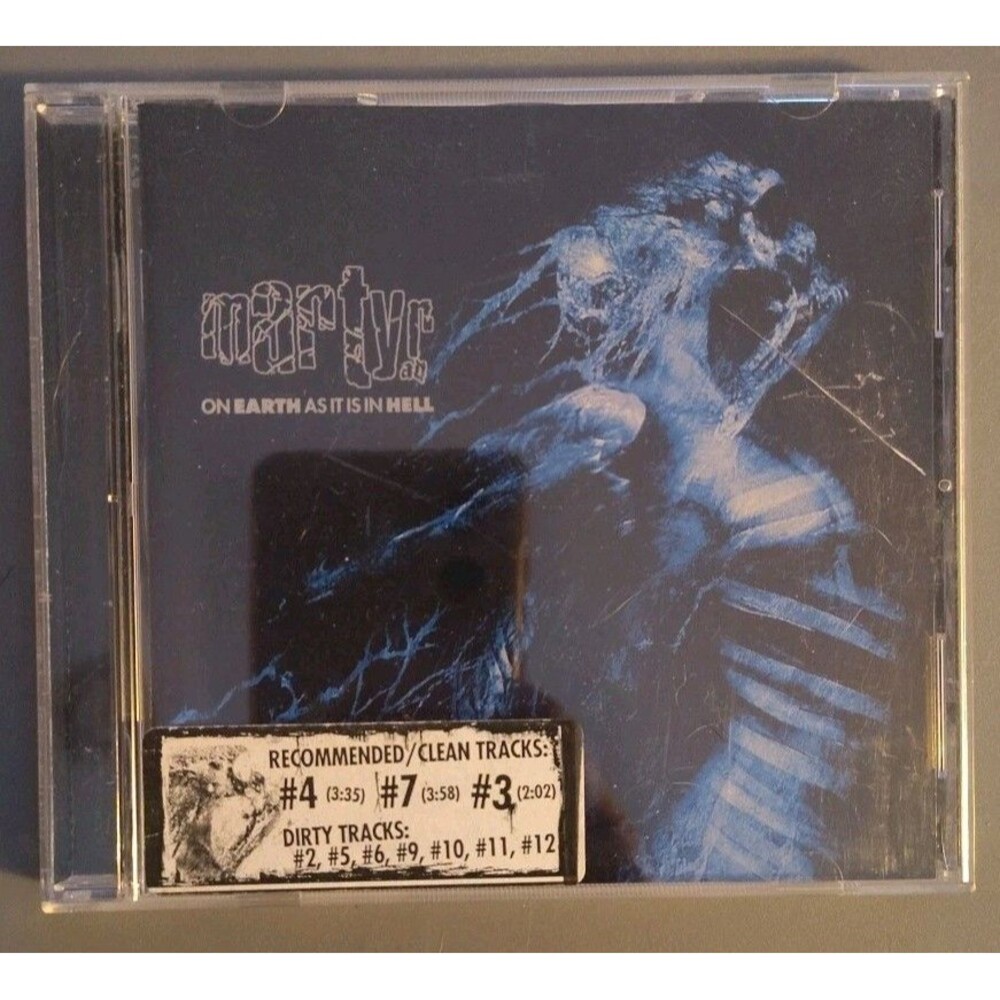 martyr
ad
ON EARTH AS IT IS IN HELL
RECOMMENDED/CLEAN TRACKS:
#4 (3:35) #7 (3:58) #3 (2:02)
DIRTY TRACKS:
#2, #5, #6, #9, #10, #11, #12